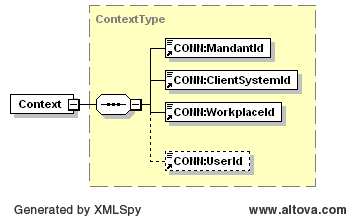 ContextType
CONN:MandantId
CONN:ClientSystemId
Context
CONN:WorkplaceId
CONN:UserId
Generated by XMLSpy
www.altova.com